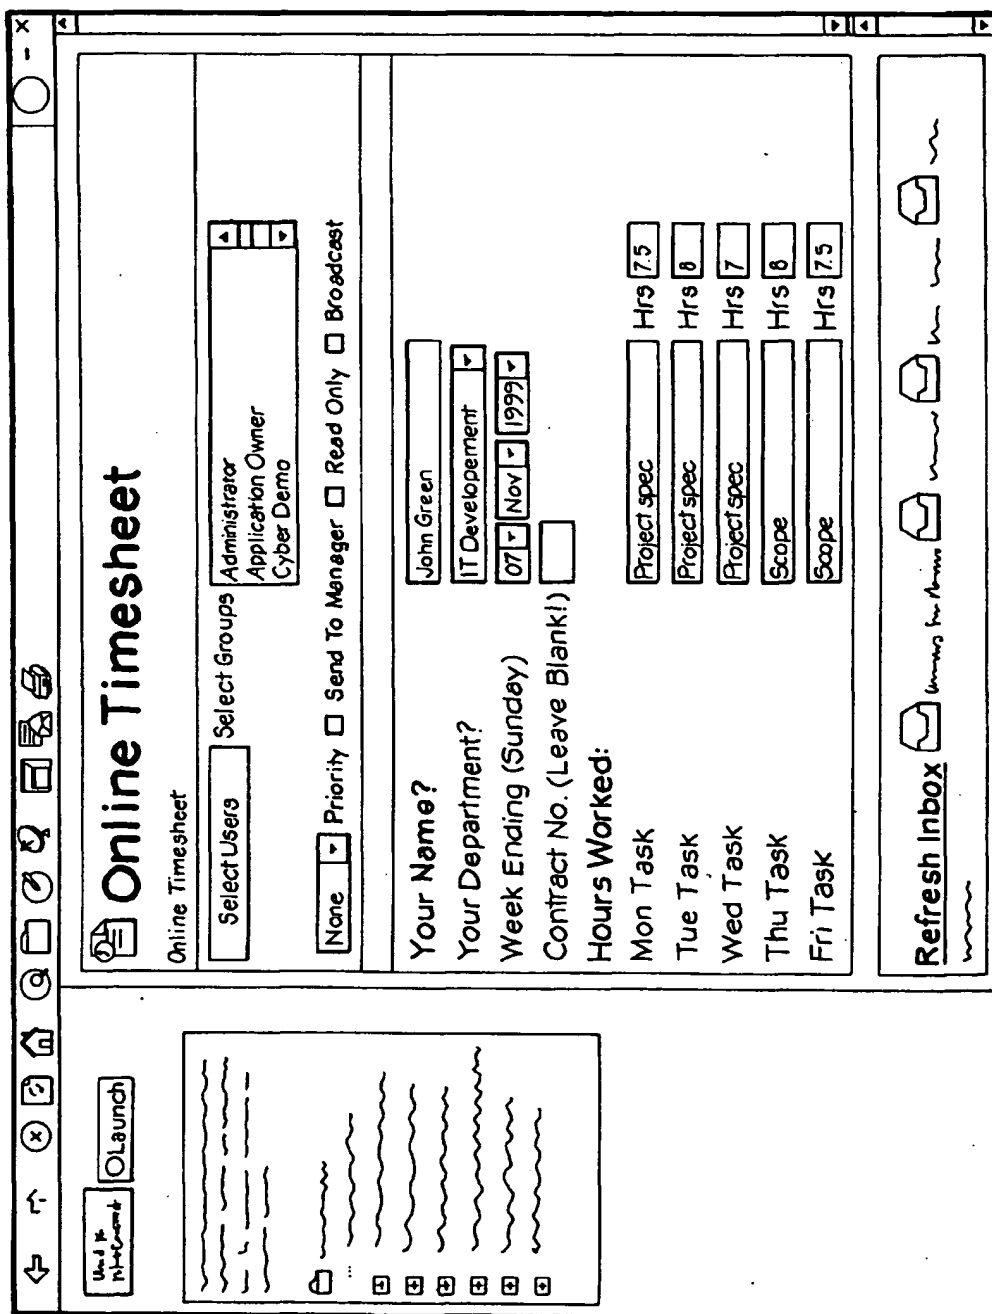 Launch
Online Timesheet
Online Timesheet
Select Users Select Groups Administrator
Application Owner
Cyber Demo
None Priority Send To Manager Read Only Broadcast
Your Name? John Green
Your Department? IT Developement
Week Ending (Sunday) 07 Nov 1999
Contract No. (Leave Blank!)
Hours Worked:
Mon Task Project spec Hrs 7.5
Tue Task Project spec Hrs 8
Wed Task Project spec Hrs 7
Thu Task Scope Hrs 8
Fri Task Scope Hrs 7.5
Refresh Inbox